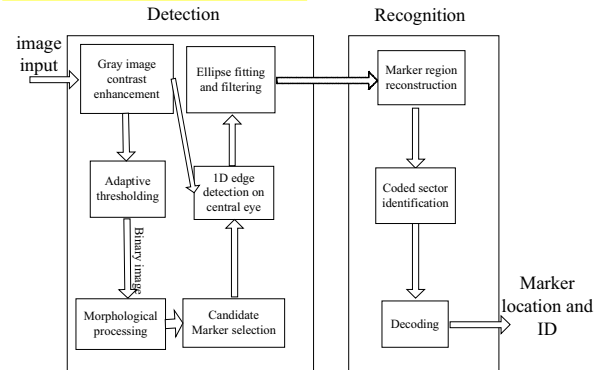 Detection
Recognition
image
input
Gray image
contrast
enhancement
Ellipse fitting
and filtering
Marker region
reconstruction
Adaptive
thresholding
1D edge
detection on
central eye
Coded sector
identification
Binary image
Morphological
processing
Candidate
Marker selection
Decoding
Marker
location and
ID